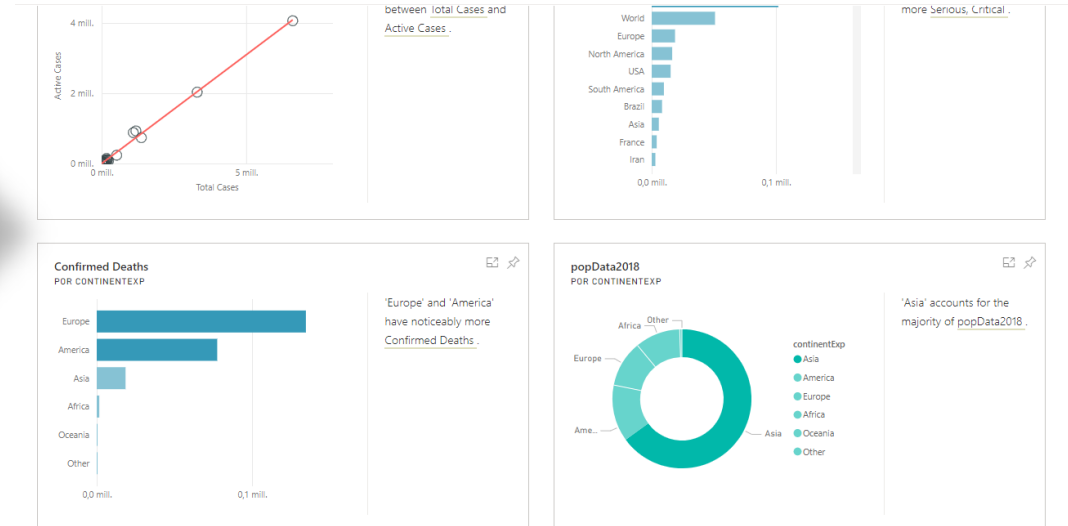 between Total Cases and
Active Cases .
4 mill.
2 mill.
0 mill.
Active Cases
0 mill.
5 mill.
Total Cases
more Serious, Critical .
World
Europe
North America
USA
South America
Brazil
Asia
France
Iran
0,0 mill.
0,1 mill.
Confirmed Deaths
POR CONTINENTEXP
Europe
America
Asia
Africa
Oceania
Other
0,0 mill.
0,1 mill.
'Europe' and 'America'
have noticeably more
Confirmed Deaths .
popData2018
POR CONTINENTEXP
Other
Africa
Europe
Ame...
Asia
continentExp
Asia
America
Europe
Africa
Oceania
Other
'Asia' accounts for the
majority of popData2018 .